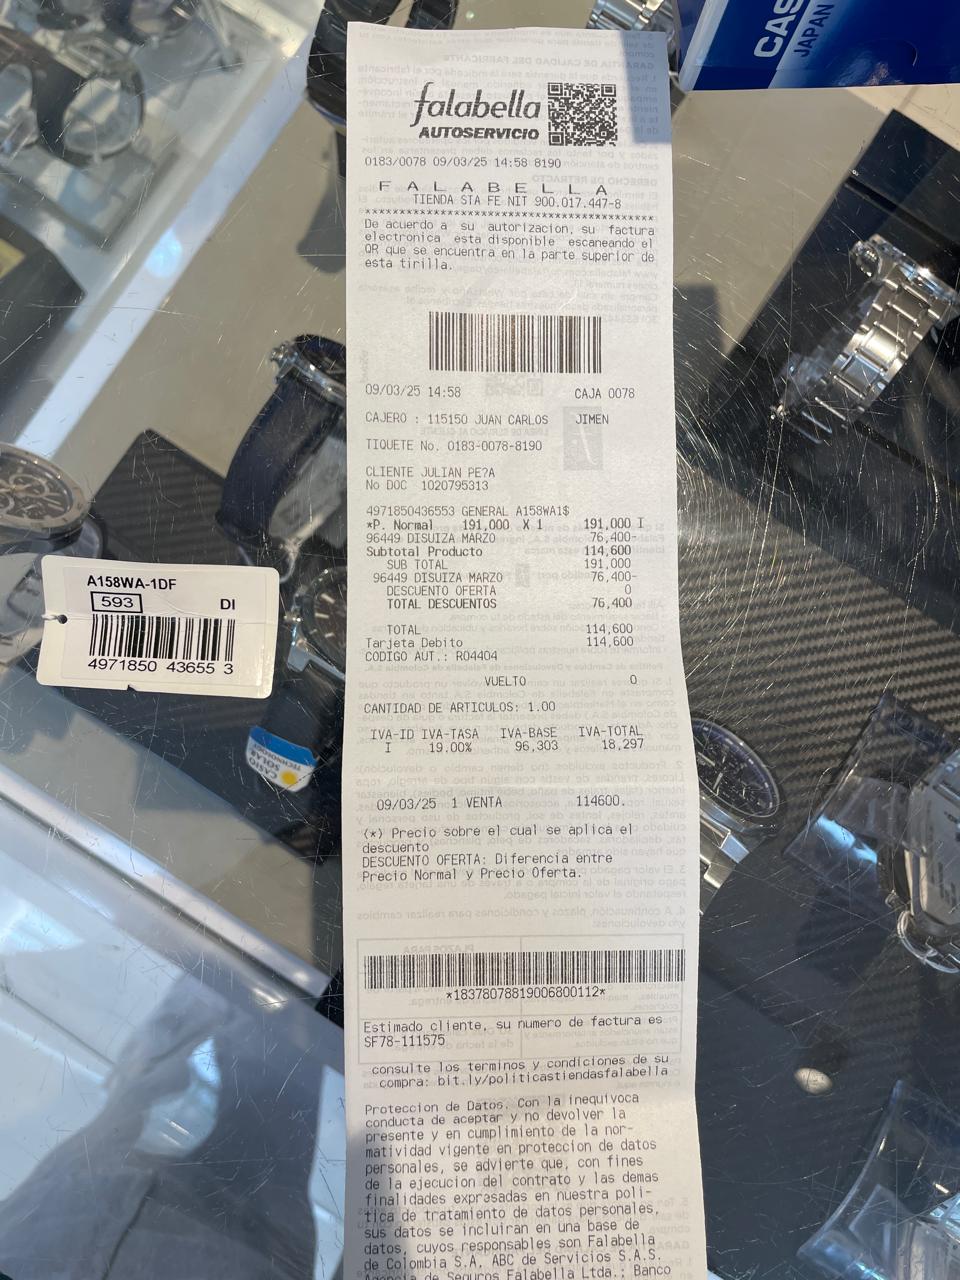 CAS
JAPAN
falabella
AUTOSERVICIO
0183/0078 09/03/25 14:58 8190
F A L A B E L L A
TIENDA STA FE NIT 900.017.447-8
******************************************************
De acuerdo a su autorizacion, su factura
electronica esta disponible escaneando el
QR que se encuentra en la parte superior de
esta tirilla.
09/03/25 14:58 CAJA 0078
CAJERO : 115150 JUAN CARLOS JIMEN
TIQUETE No. 0183-0078-8190
CLIENTE JULIAN PE?A
No DOC 1020795313
4971850436553 GENERAL A158WA1$
*P. Normal 191,000 X 1 191,000 I
96449 DISUIZA MARZO 76,400-
Subtotal Producto 114,600
SUB TOTAL 191,000
96449 DISUIZA MARZO 76,400-
DESCUENTO OFERTA 0
TOTAL DESCUENTOS 76,400
TOTAL 114,600
Tarjeta Debito 114,600
CODIGO AUT.: R04404
VUELTO 0
CANTIDAD DE ARTICULOS: 1.00
IVA-ID IVA-TASA IVA-BASE IVA-TOTAL
I 19.00% 96,303 18,297
09/03/25 1 VENTA 114600.
(*) Precio sobre el cual se aplica el
descuento
DESCUENTO OFERTA: Diferencia entre
Precio Normal y Precio Oferta.
*18378078819006800112*
Estimado cliente, su numero de factura es
SF78-111575
consulte los terminos y condiciones de su
compra: bit.ly/politicastiendasfalabella
Proteccion de Datos. Con la inequivoca
conducta de aceptar y no devolver la
presente y en cumplimiento de la nor-
matividad vigente en proteccion de datos
personales, se advierte que, con fines
de la ejecucion del contrato y las demas
finalidades expresadas en nuestra poli-
tica de tratamiento de datos personales,
sus datos se incluiran en una base de
datos, cuyos responsables son Falabella
de Colombia S.A, ABC de Servicios S.A.S.
Agencia de Seguros Falabella Ltda.; Banco
A158WA-1DF
593 DI
4971850 43655 3
CASIO
SOLAR
TECHNOLOGY